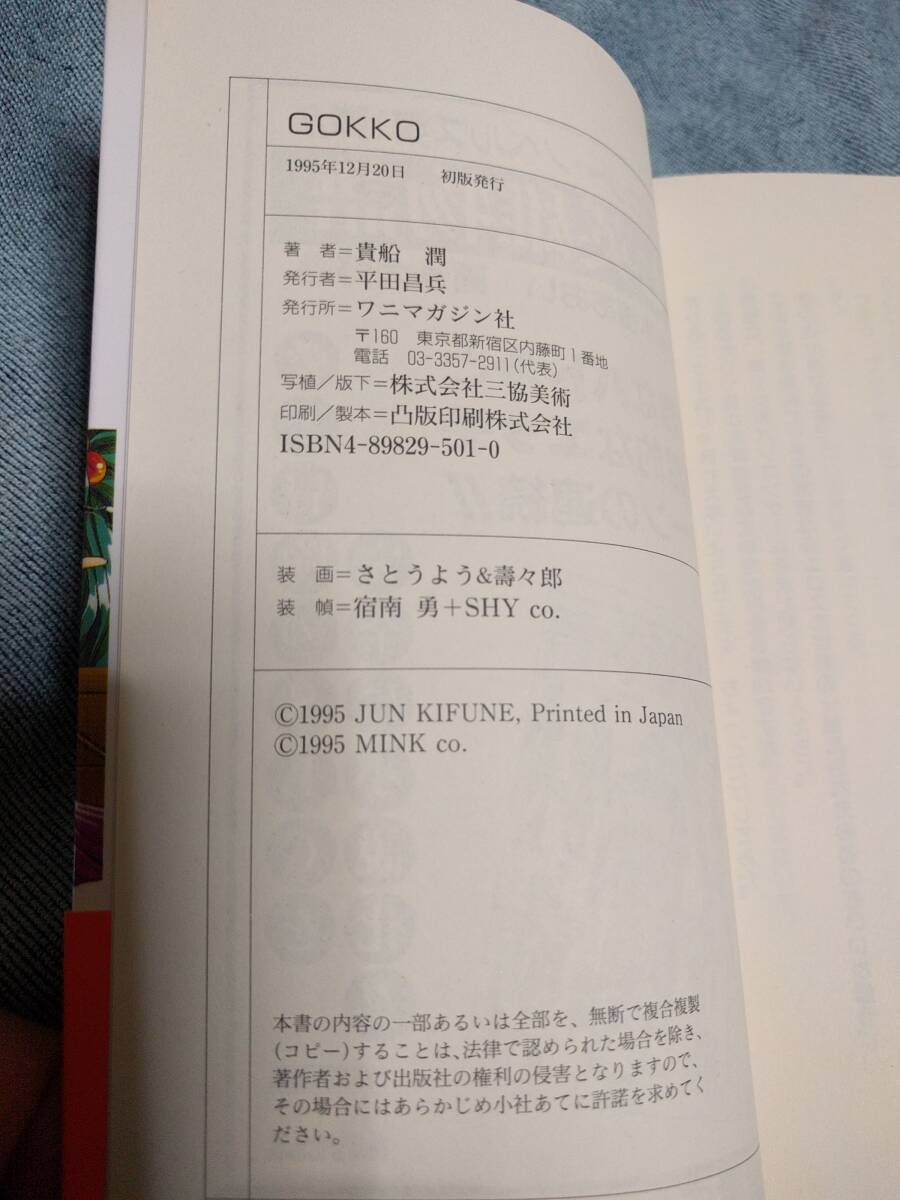 GOKKO
1995年12月20日　初版発行
著　者＝貴船　潤
発行者＝平田昌兵
発行所＝ワニマガジン社
〒160　東京都新宿区内藤町1番地
電話　03-3357-2911(代表)
写植／版下＝株式会社三協美術
印刷／製本＝凸版印刷株式会社
ISBN4-89829-501-0
装　画＝さとうよう&壽々郎
装　幀＝宿南 勇＋SHY co.
©1995 JUN KIFUNE, Printed in Japan
©1995 MINK co.
本書の内容の一部あるいは全部を、無断で複合複製
(コピー)することは、法律で認められた場合を除き、
著作者および出版社の権利の侵害となりますので、
その場合にはあらかじめ小社あてに許諾を求めてく
ださい。